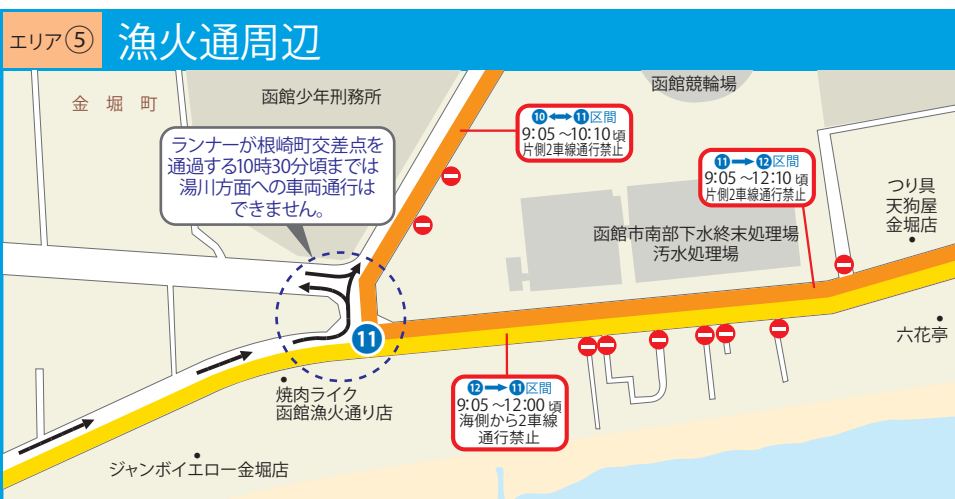 エリア⑤ 漁火通周辺
金堀町
函館少年刑務所
函館競輪場
ランナーが根崎町交差点を
通過する10時30分頃までは
湯川方面への車両通行は
できません。
⑩⟷⑪区間
9:05～10:10頃
片側2車線通行禁止
⑪→⑫区間
9:05～12:10頃
片側2車線通行禁止
つり具
天狗屋
金堀店
函館市南部下水終末処理場
汚水処理場
⑪
六花亭
焼肉ライク
函館漁火通り店
⑫→⑪区間
9:05～12:00頃
海側から2車線
通行禁止
ジャンボイエロー金堀店